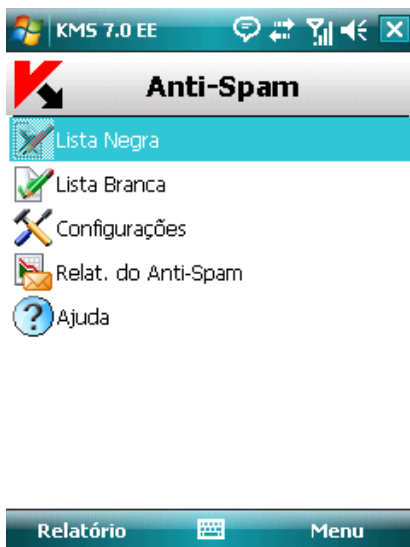 KMS 7.0 EE
Anti-Spam
Lista Negra
Lista Branca
Configurações
Relat. do Anti-Spam
Ajuda
Relatório Menu